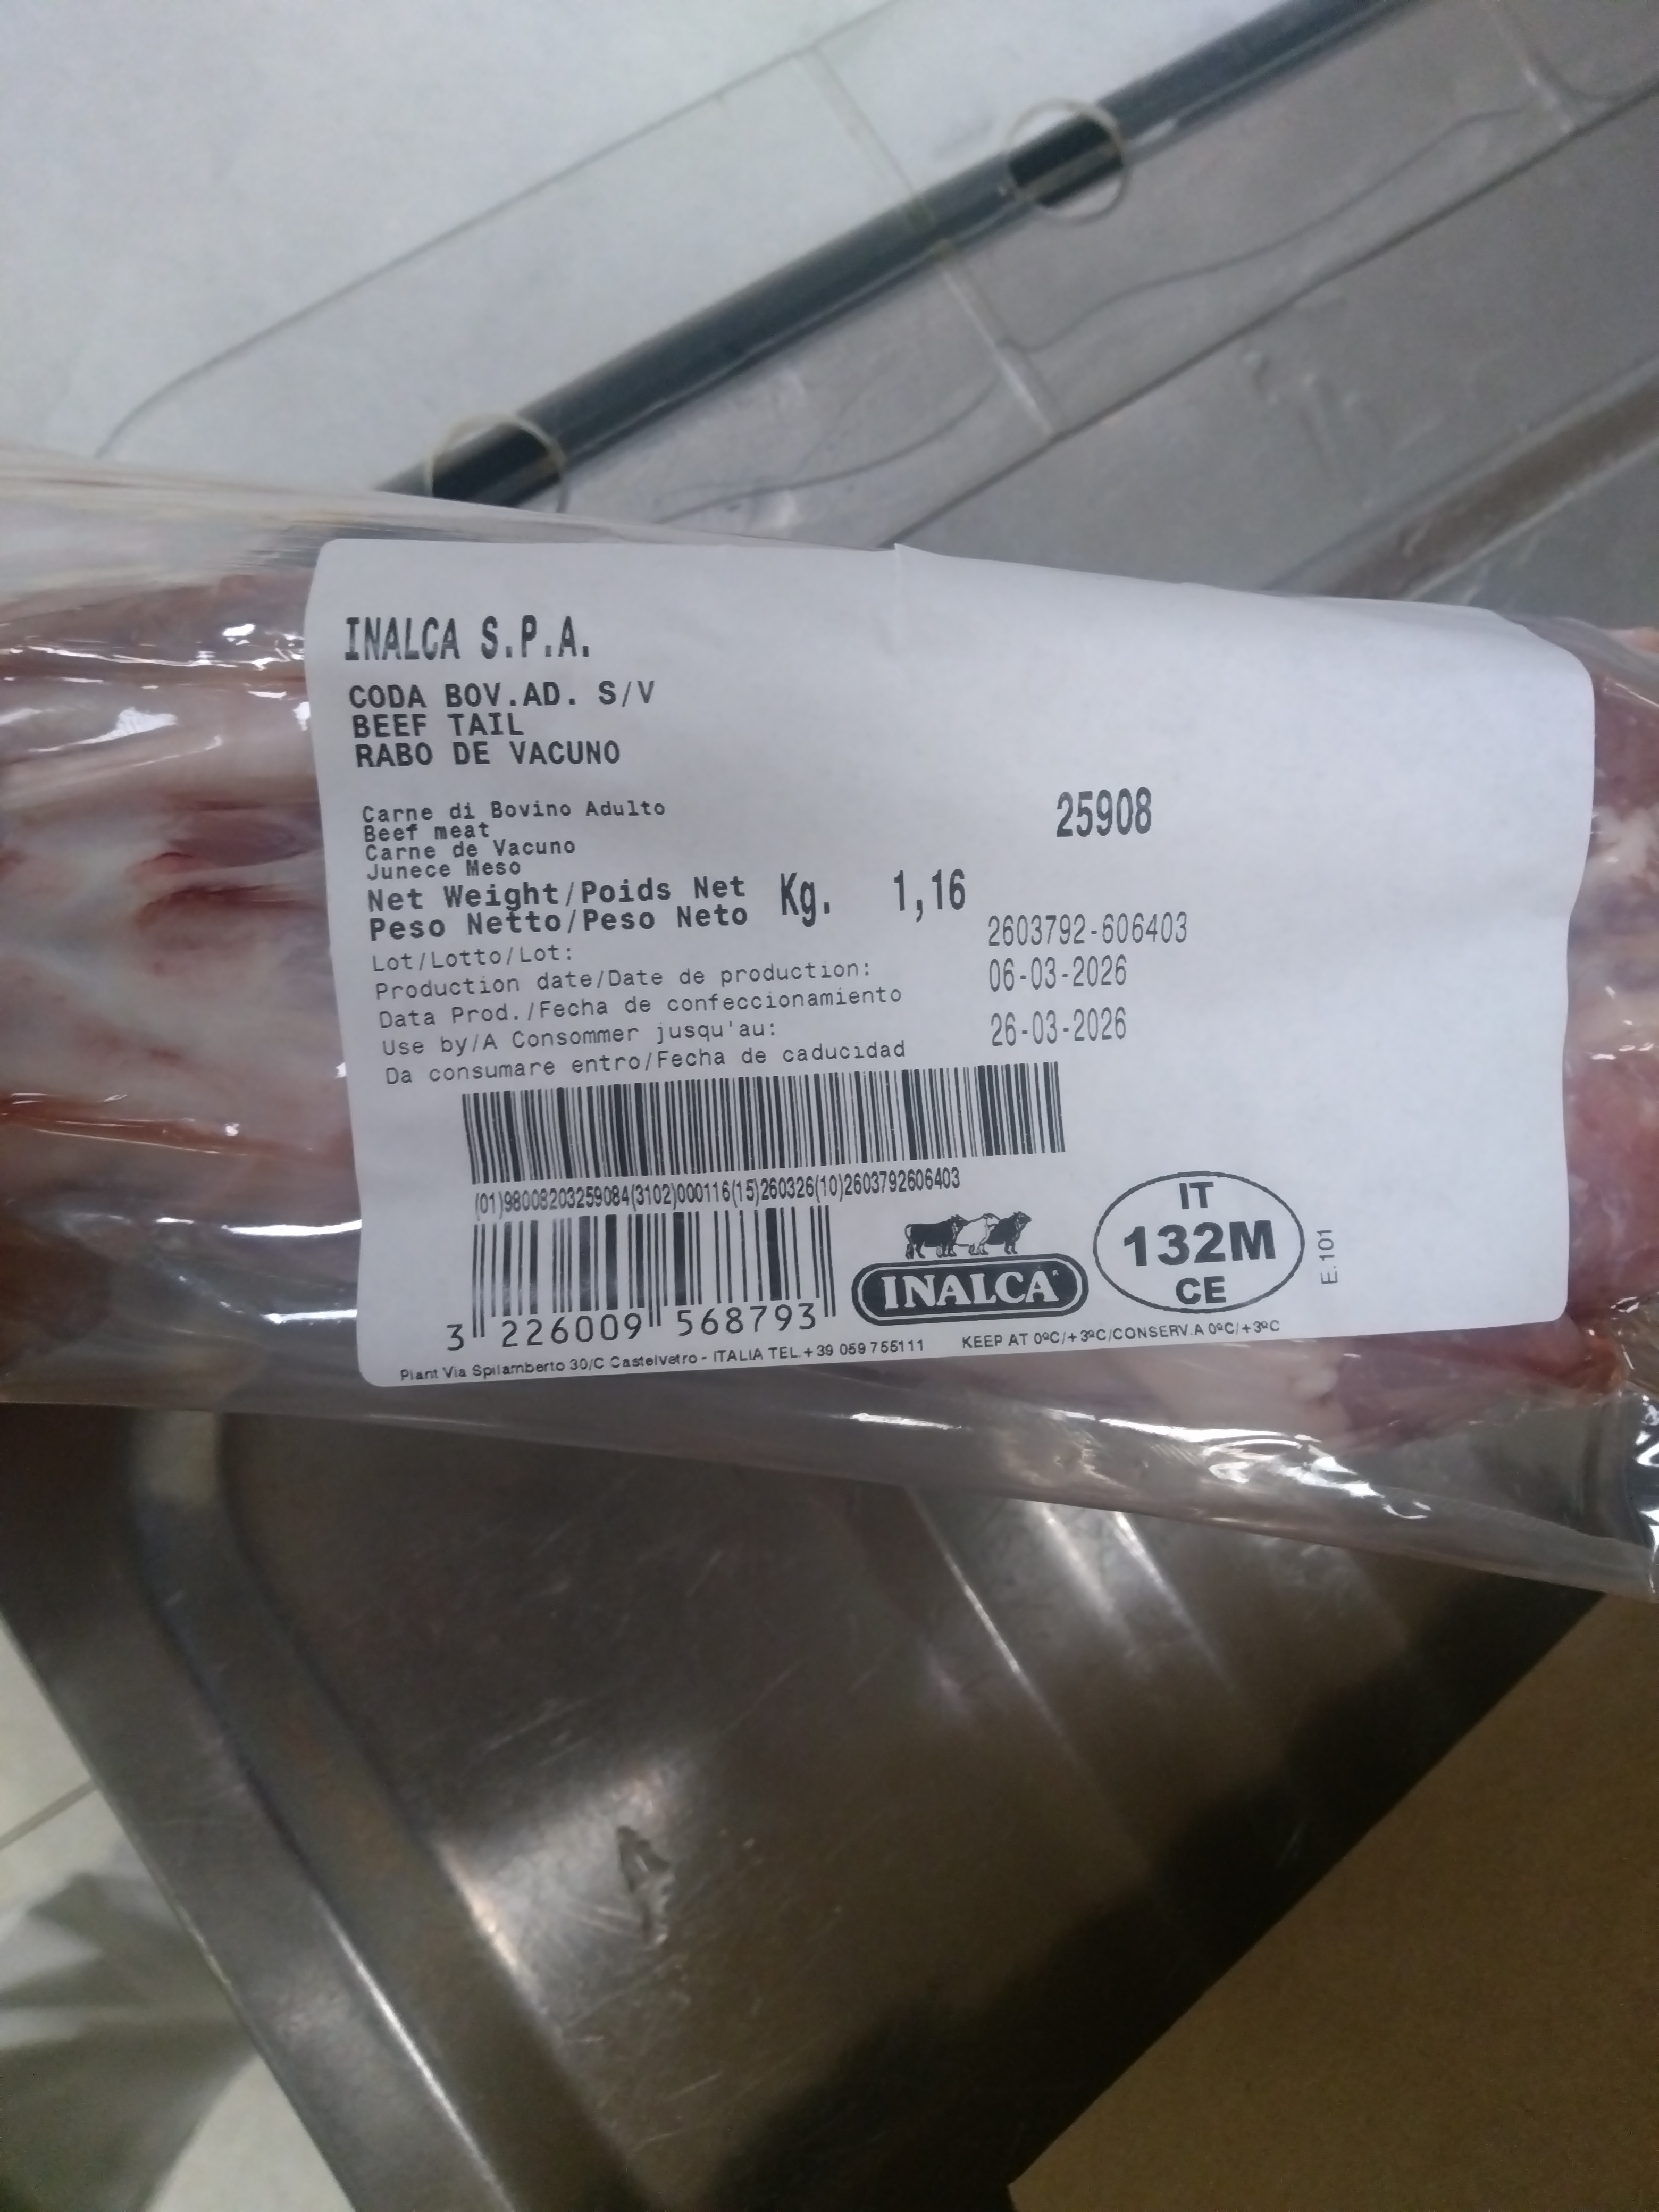 INALCA S.P.A.
CODA BOV.AD. S/V
BEEF TAIL
RABO DE VACUNO
Carne di Bovino Adulto
Beef meat
Carne de Vacuno
Junece Meso
25908
Net Weight/Poids Net
Peso Netto/Peso Neto
Kg. 1,16
Lot/Lotto/Lot: 2603792-606403
Production date/Date de production: 06-03-2026
Data Prod./Fecha de confeccionamiento
Use by/A Consommer jusqu'au: 26-03-2026
Da consumare entro/Fecha de caducidad
(01)98008203259084(3102)000116(15)260326(10)2603792606403
3 226009 568793
INALCA
IT
132M
CE
E.101
Plant Via Spilamberto 30/C Castelvetro - ITALIA TEL.+39 059 755111 KEEP AT 0ºC/+3ºC/CONSERV.A 0ºC/+3ºC